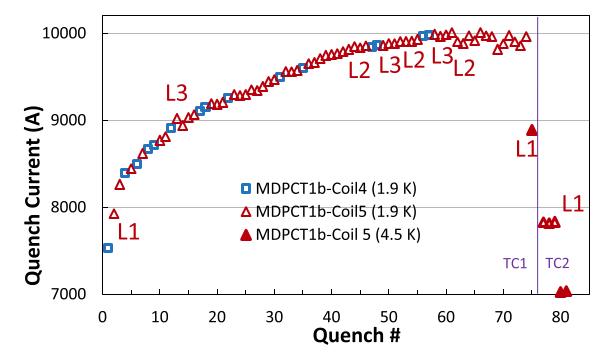 10000
9000
8000
7000
Quench Current (A)
L1
L3
L2
L3
L2
L3
L2
L1
L1
MDPCT1b-Coil4 (1.9 K)
MDPCT1b-Coil5 (1.9 K)
MDPCT1b-Coil 5 (4.5 K)
TC1
TC2
0
10
20
30
40
50
60
70
80
Quench #